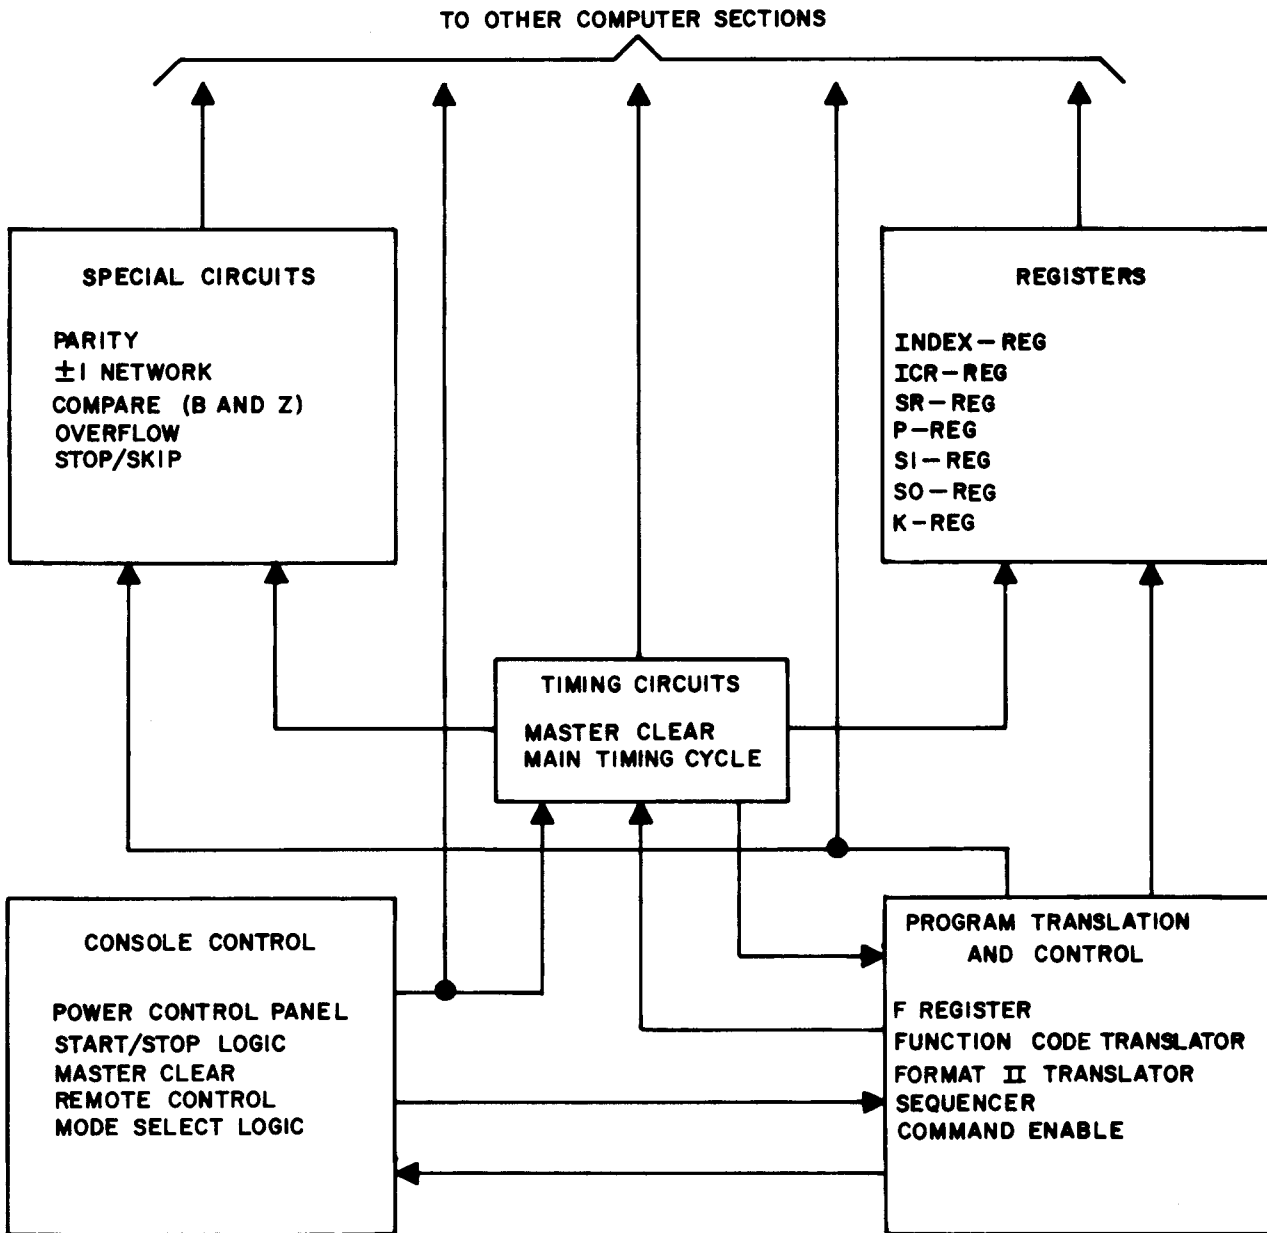 TO OTHER COMPUTER SECTIONS
SPECIAL CIRCUITS
PARITY
±1 NETWORK
COMPARE (B AND Z)
OVERFLOW
STOP/SKIP
REGISTERS
INDEX-REG
ICR-REG
SR-REG
P-REG
SI-REG
SO-REG
K-REG
TIMING CIRCUITS
MASTER CLEAR
MAIN TIMING CYCLE
CONSOLE CONTROL
POWER CONTROL PANEL
START/STOP LOGIC
MASTER CLEAR
REMOTE CONTROL
MODE SELECT LOGIC
PROGRAM TRANSLATION
AND CONTROL
F REGISTER
FUNCTION CODE TRANSLATOR
FORMAT II TRANSLATOR
SEQUENCER
COMMAND ENABLE